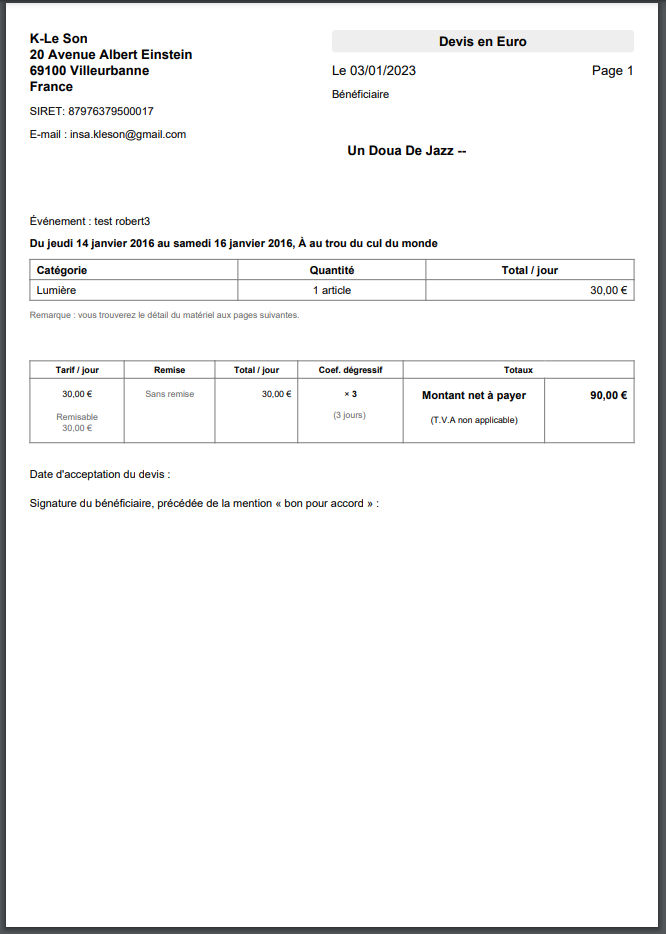 K-Le Son
20 Avenue Albert Einstein
69100 Villeurbanne
France
SIRET: 87976379500017
E-mail : insa.kleson@gmail.com
Devis en Euro
Le 03/01/2023 Page 1
Bénéficiaire
Un Doua De Jazz --
Événement : test robert3
Du jeudi 14 janvier 2016 au samedi 16 janvier 2016, À au trou du cul du monde
Catégorie Quantité Total / jour
Lumière 1 article 30,00 €
Remarque : vous trouverez le détail du matériel aux pages suivantes.
Tarif / jour Remise Total / jour Coef. dégressif Totaux
30,00 € Sans remise 30,00 € × 3 Montant net à payer 90,00 €
Remisable (3 jours) (T.V.A non applicable)
30,00 €
Date d'acceptation du devis :
Signature du bénéficiaire, précédée de la mention « bon pour accord » :